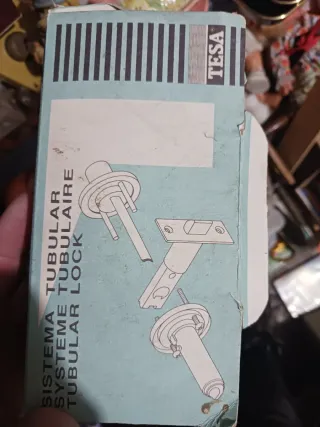 TESA
SISTEMA TUBULAR
SYSTEME TUBULAIRE
TUBULAR LOCK